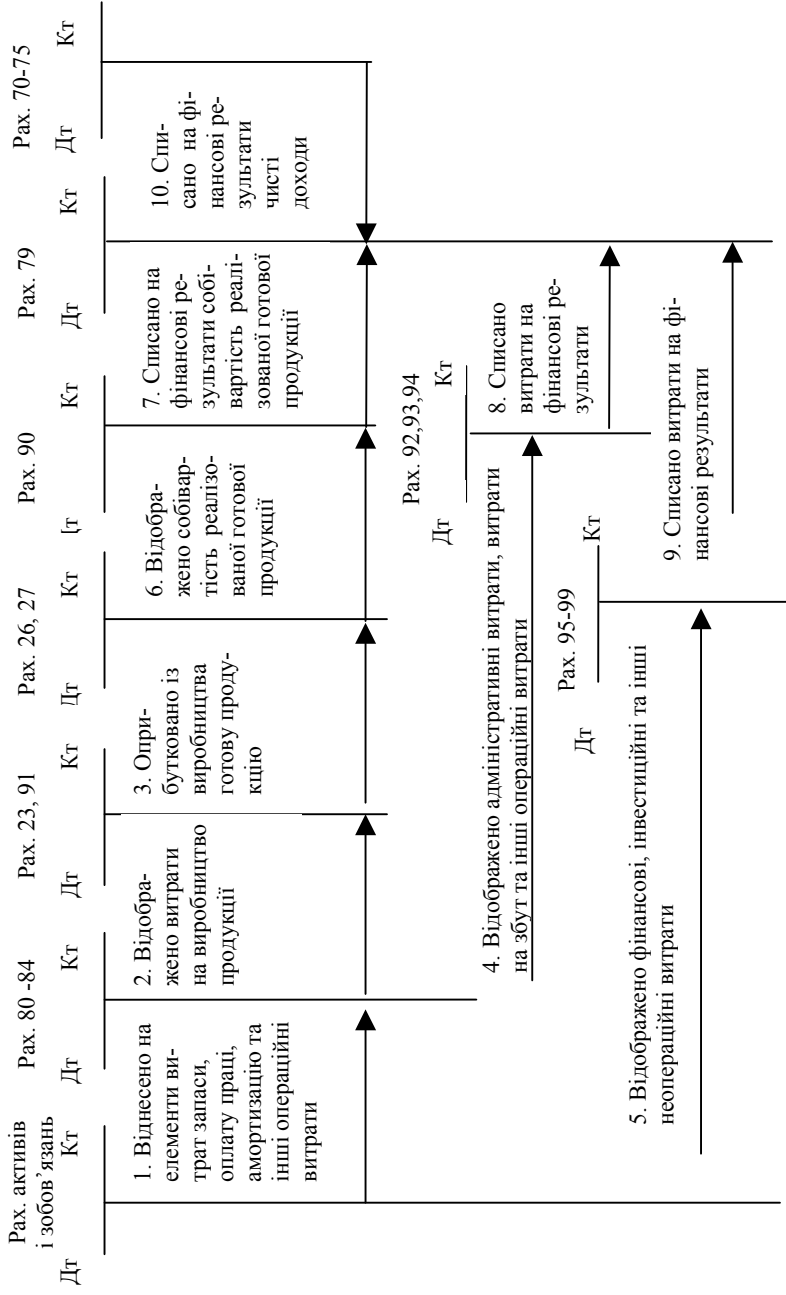 Рах. активів
і зобов’язань
Дт
Кт
Рах. 80 -84
Дт
Кт
Рах. 23, 91
Дт
Кт
Рах. 26, 27
Дт
Кт
Рах. 90
[т
Кт
Рах. 79
Дт
Кт
Рах. 70-75
Дт
Кт
1. Віднесено на
елементи ви-
трат запаси,
оплату праці,
амортизацію та
інші операційні
витрати
2. Відобра-
жено витрати
на виробництво
продукції
3. Опри-
бутковано із
виробництва
готову проду-
кцію
6. Відобра-
жено собівар-
тість реалізо-
ваної готової
продукції
7. Списано на
фінансові ре-
зультати собі-
вартість реалі-
зованої готової
продукції
10. Спи-
сано на фі-
нансові ре-
зультати
чисті
доходи
Рах. 92,93,94
Дт
Кт
4. Відображено адміністративні витрати, витрати
на збут та інші операційні витрати
8. Списано
витрати на
фінансові ре-
зультати
Рах. 95-99
Дт
Кт
5. Відображено фінансові, інвестиційні та інші
неопераційні витрати
9. Списано витрати на фі-
нансові результати